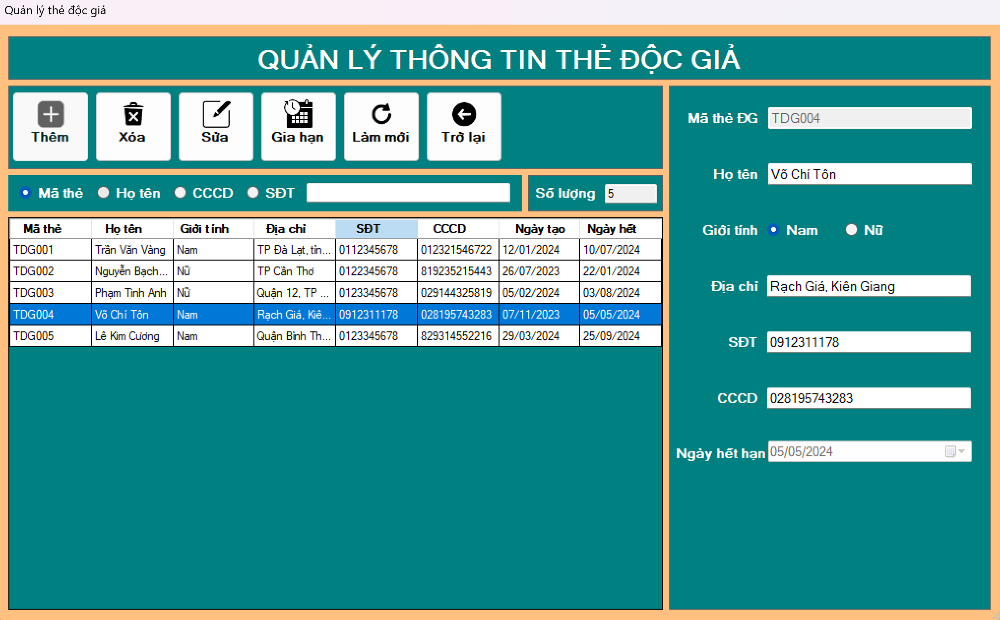 Quản lý thẻ độc giả
QUẢN LÝ THÔNG TIN THẺ ĐỘC GIẢ
Thêm Xóa Sửa Gia hạn Làm mới Trở lại
Mã thẻ Họ tên CCCD SĐT Số lượng 5
Mã thẻ Họ tên Giới tính Địa chỉ SĐT CCCD Ngày tạo Ngày hết
TDG001 Trần Văn Vàng Nam TP Đà Lạt, tỉn... 0112345678 012321546722 12/01/2024 10/07/2024
TDG002 Nguyễn Bạch... Nữ TP Cần Thơ 0122345678 819235215443 26/07/2023 22/01/2024
TDG003 Phạm Tinh Anh Nữ Quận 12, TP ... 0123345678 029144325819 05/02/2024 03/08/2024
TDG004 Võ Chí Tôn Nam Rạch Giá, Kiê... 0912311178 028195743283 07/11/2023 05/05/2024
TDG005 Lê Kim Cương Nam Quận Bình Th... 0123345678 829314552216 29/03/2024 25/09/2024
Mã thẻ ĐG TDG004
Họ tên Võ Chí Tôn
Giới tính Nam Nữ
Địa chỉ Rạch Giá, Kiên Giang
SĐT 0912311178
CCCD 028195743283
Ngày hết hạn 05/05/2024